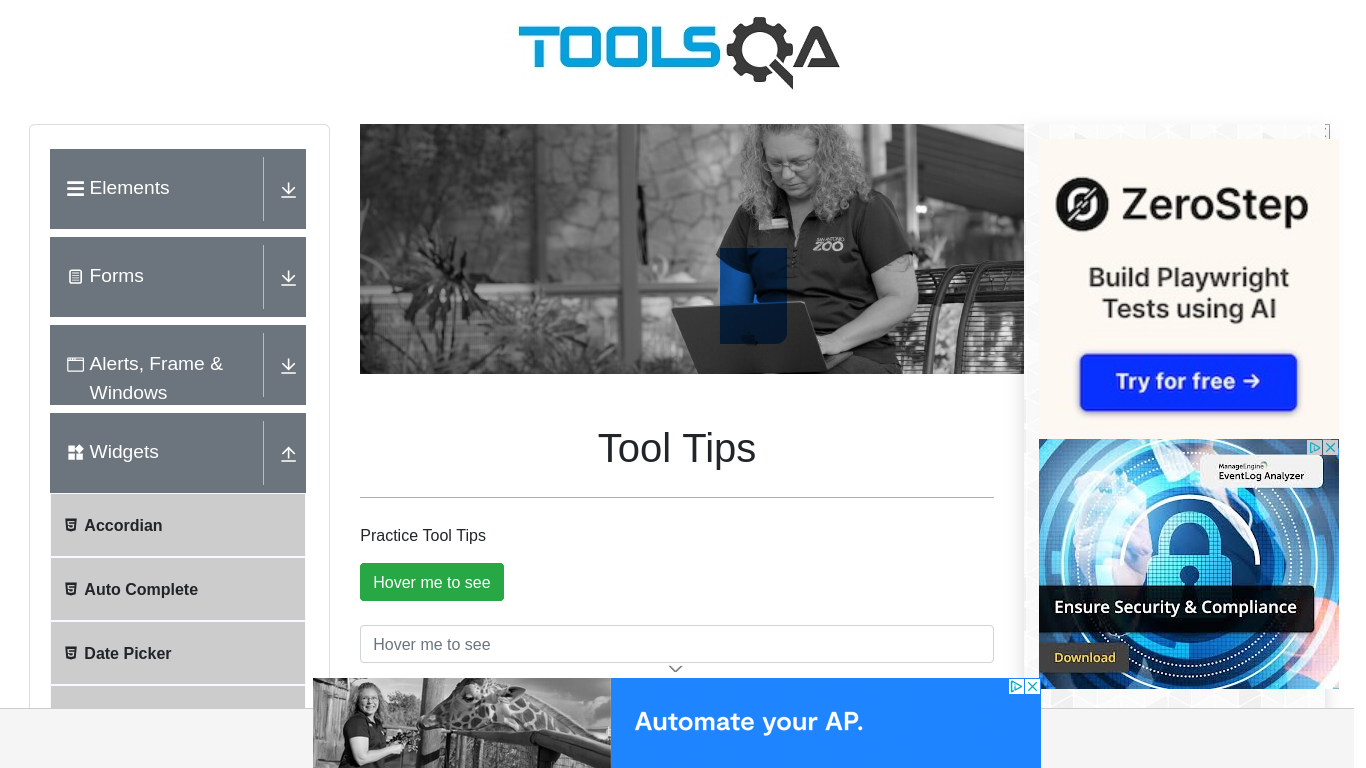 TOOLSQA
Elements
Forms
Alerts, Frame &
Windows
Widgets
Accordian
Auto Complete
Date Picker
SAN ANTONIO
ZOO
Tool Tips
Practice Tool Tips
Hover me to see
Hover me to see
ZeroStep
Build Playwright
Tests using AI
Try for free →
ManageEngine
EventLog Analyzer
Ensure Security & Compliance
Download
Automate your AP.